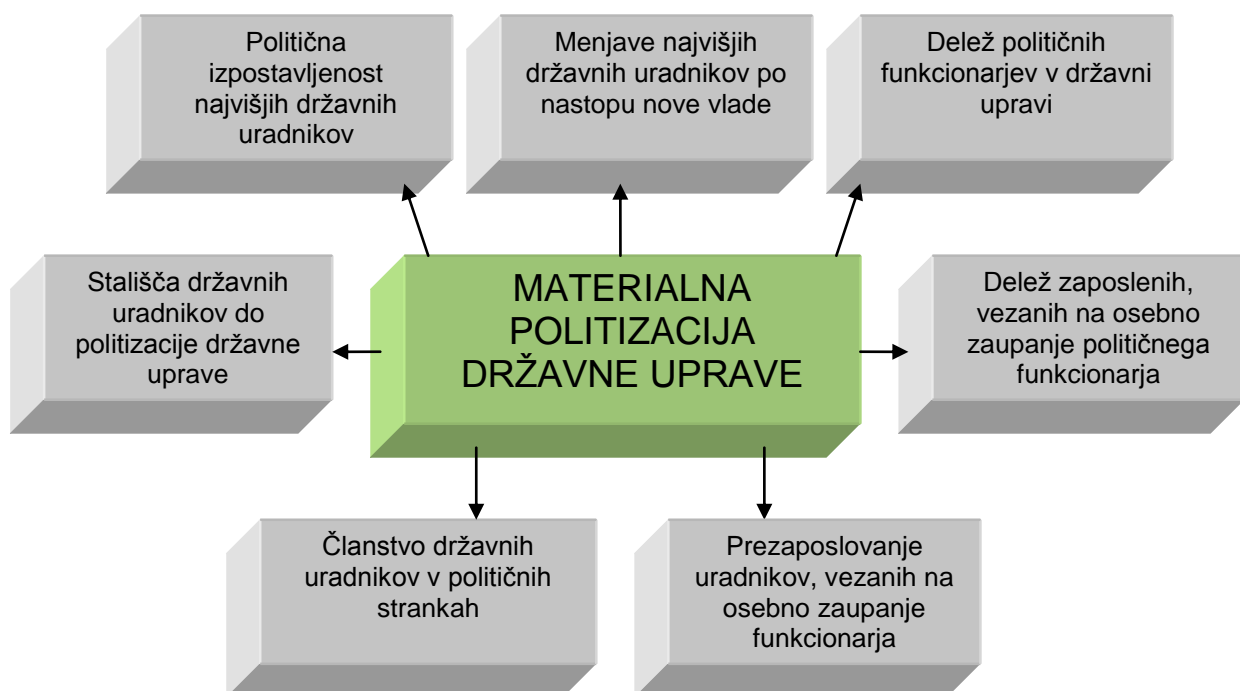 Politična
izpostavljenost
najvišjih državnih
uradnikov
Menjave najvišjih
državnih uradnikov po
nastopu nove vlade
Delež političnih
funkcionarjev v državni
upravi
Stališča državnih
uradnikov do
politizacije državne
uprave
MATERIALNA
POLITIZACIJA
DRŽAVNE UPRAVE
Delež zaposlenih,
vezanih na osebno
zaupanje političnega
funkcionarja
Članstvo državnih
uradnikov v političnih
strankah
Prezaposlovanje
uradnikov, vezanih na
osebno zaupanje
funkcionarja